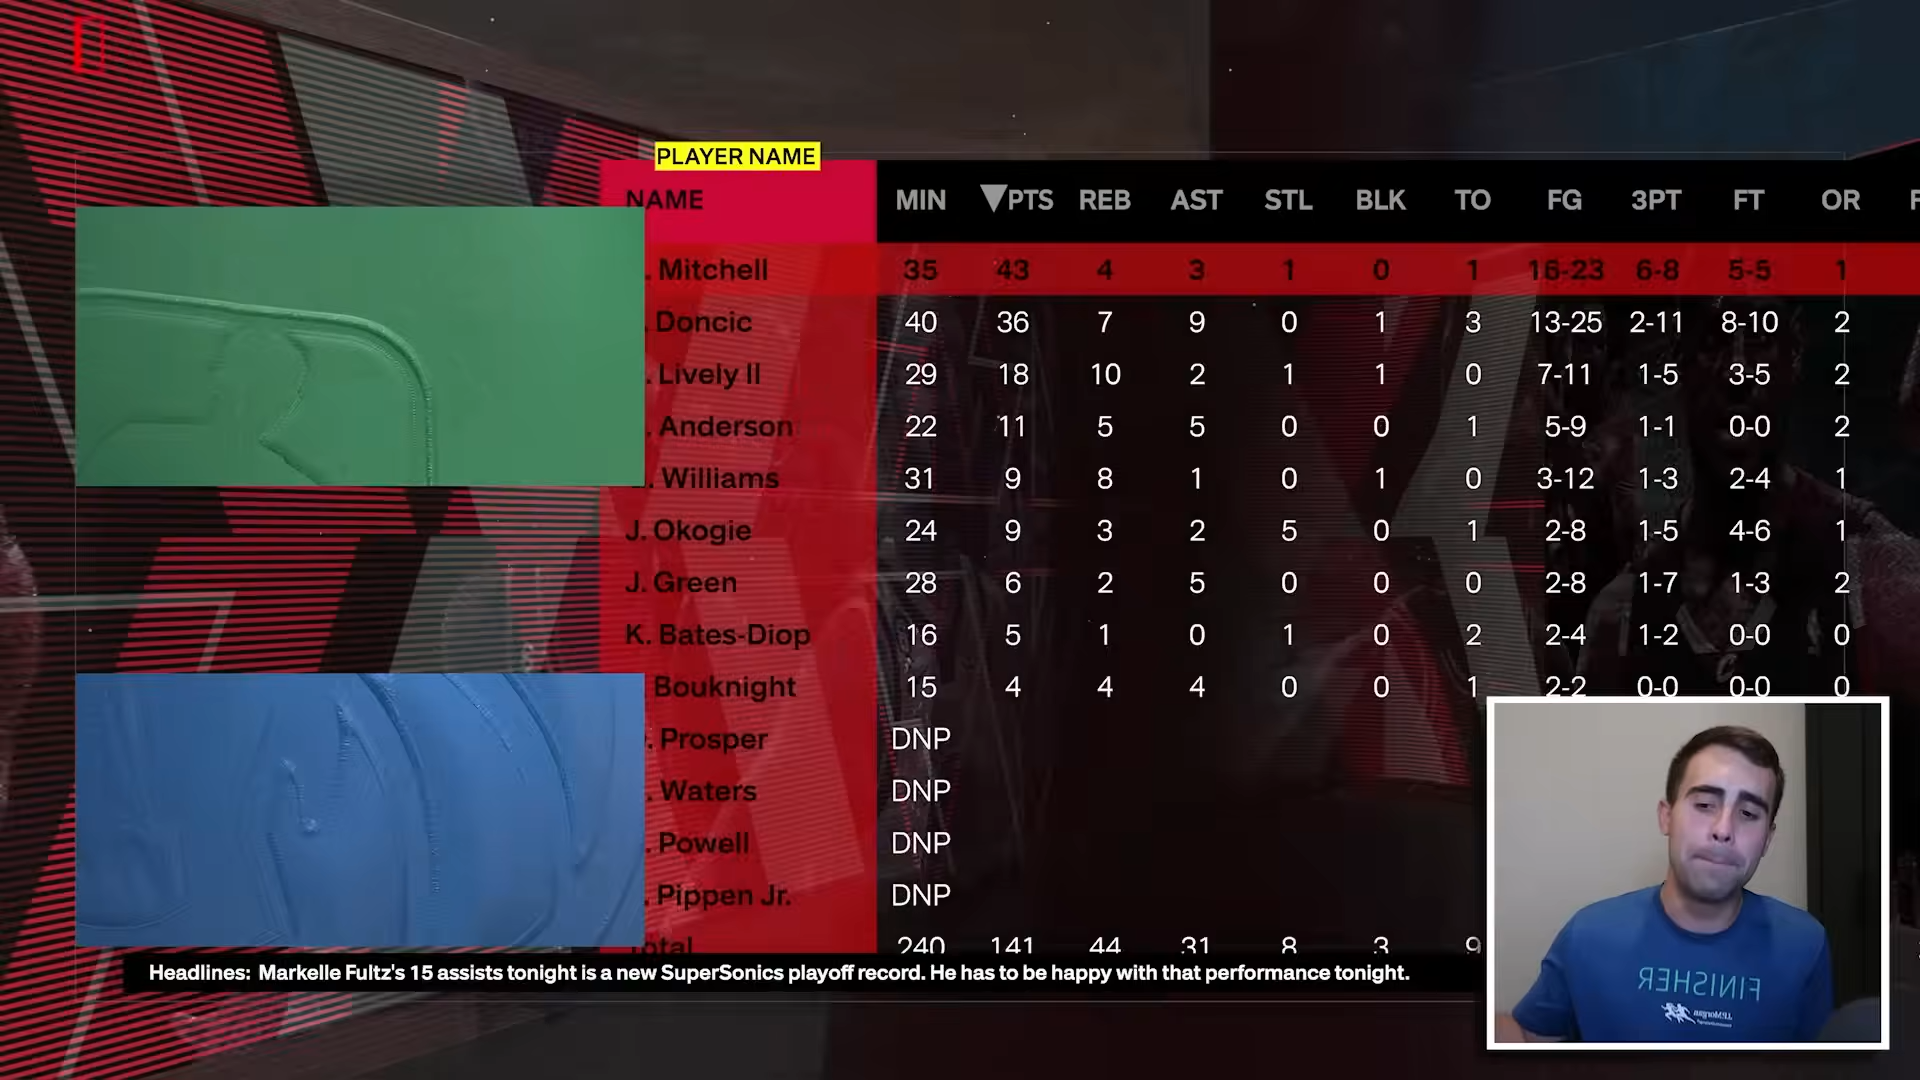 PLAYER NAME
NAME MIN PTS REB AST STL BLK TO FG 3PT FT OR
. Mitchell 35 43 4 3 1 0 1 16-23 6-8 5-5 1
. Doncic 40 36 7 9 0 1 3 13-25 2-11 8-10 2
. Lively II 29 18 10 2 1 1 0 7-11 1-5 3-5 2
. Anderson 22 11 5 5 0 0 1 5-9 1-1 0-0 2
. Williams 31 9 8 1 0 1 0 3-12 1-3 2-4 1
J. Okogie 24 9 3 2 5 0 1 2-8 1-5 4-6 1
J. Green 28 6 2 5 0 0 0 2-8 1-7 1-3 2
K. Bates-Diop 16 5 1 0 1 0 2 2-4 1-2 0-0 0
Bouknight 15 4 4 4 0 0 1 2-2 0-0 0-0 0
. Prosper DNP
. Waters DNP
. Powell DNP
. Pippen Jr. DNP
Total 240 141 44 31 8 3 9
Headlines: Markelle Fultz's 15 assists tonight is a new SuperSonics playoff record. He has to be happy with that performance tonight.
FINISHER
J.P.Morgan